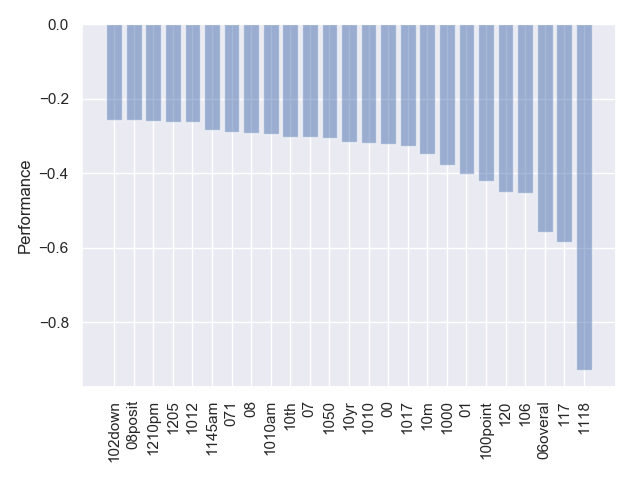 0.0
−0.2
−0.4
−0.6
−0.8
Performance
102down
08posit
1210pm
1205
1012
1145am
071
08
1010am
10th
07
1050
10yr
1010
00
1017
10m
1000
01
100point
120
106
06overal
117
1118